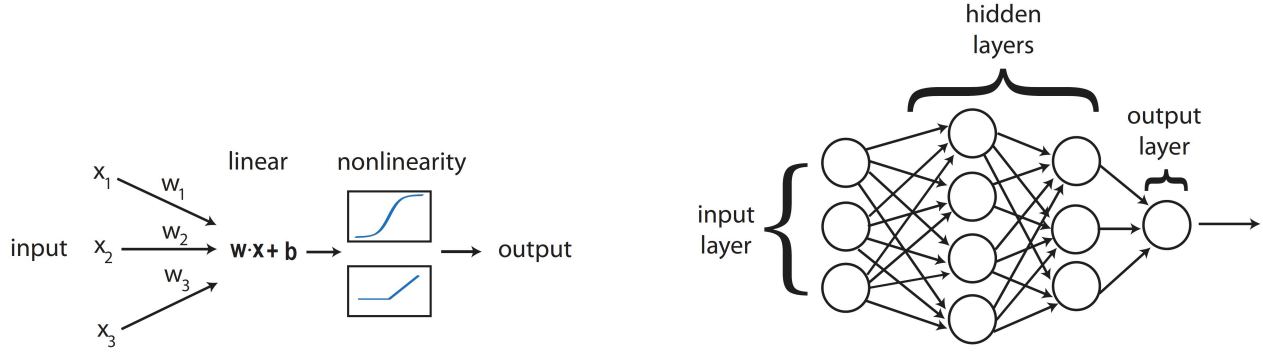 linear nonlinearity
x1 w1
input x2 w2 w·x + b output
w3
x3
hidden
layers
output
layer
input
layer